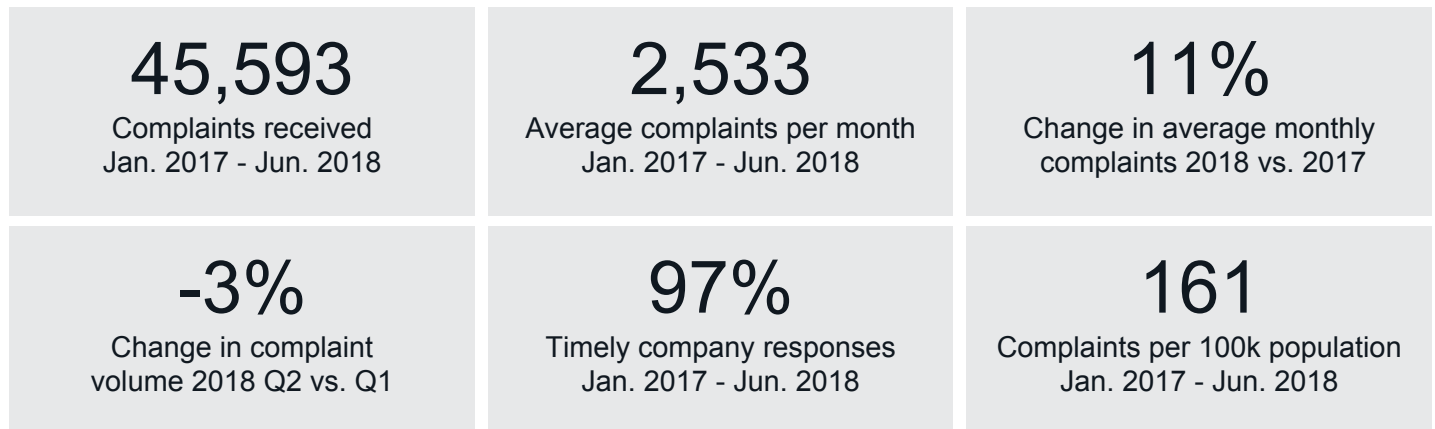 45,593
Complaints received
Jan. 2017 - Jun. 2018
2,533
Average complaints per month
Jan. 2017 - Jun. 2018
11%
Change in average monthly
complaints 2018 vs. 2017
-3%
Change in complaint
volume 2018 Q2 vs. Q1
97%
Timely company responses
Jan. 2017 - Jun. 2018
161
Complaints per 100k population
Jan. 2017 - Jun. 2018